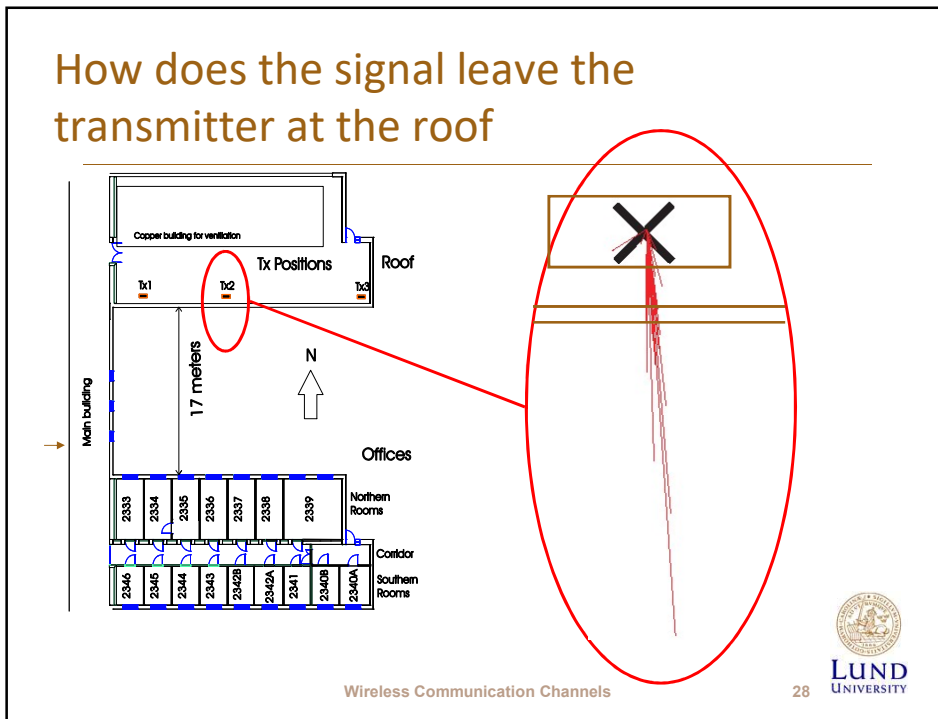 How does the signal leave the
transmitter at the roof
Copper building for ventilation
Tx Positions
Roof
Tx1
Tx2
Tx3
17 meters
N
Main building
Offices
2333
2334
2335
2336
2337
2338
2339
Northern
Rooms
Corridor
2346
2345
2344
2343
2342B
2342A
2341
2340B
2340A
Southern
Rooms
Wireless Communication Channels
28
LUND
UNIVERSITY